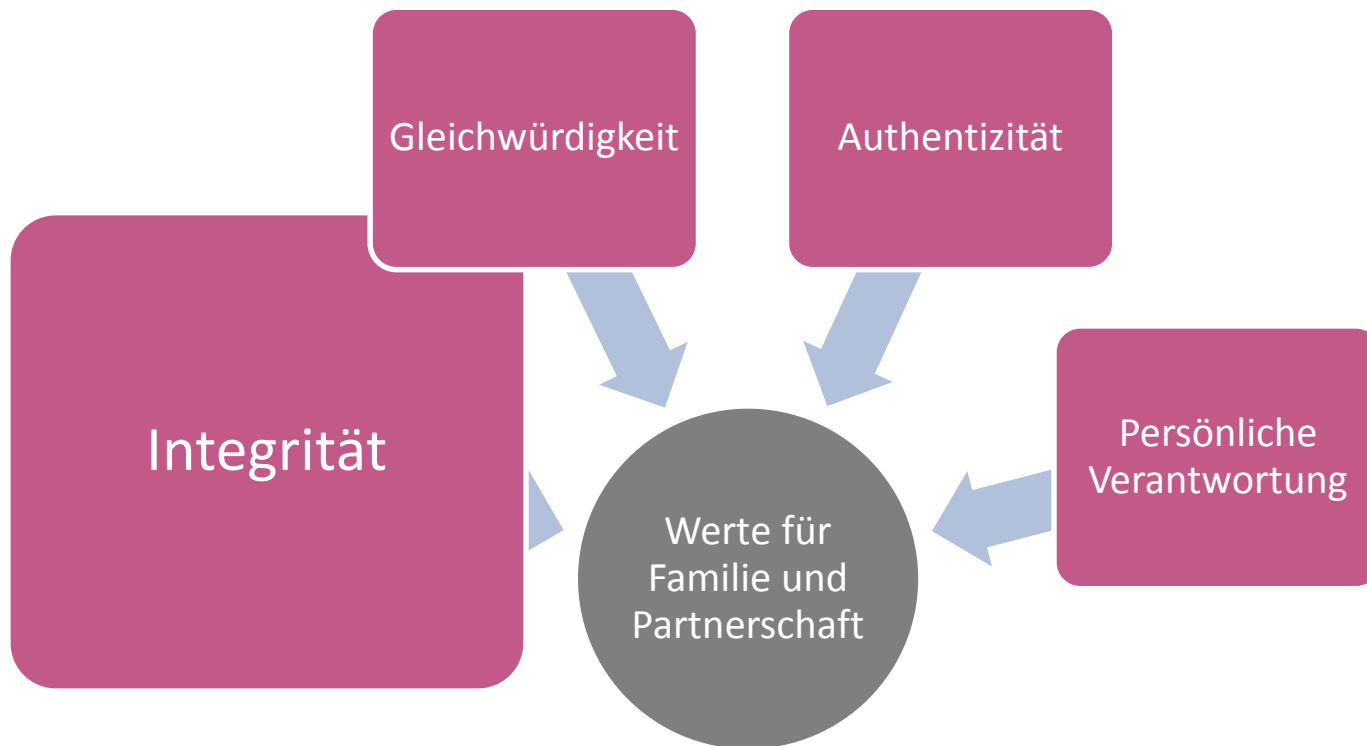 Gleichwürdigkeit
Authentizität
Integrität
Persönliche
Verantwortung
Werte für
Familie und
Partnerschaft